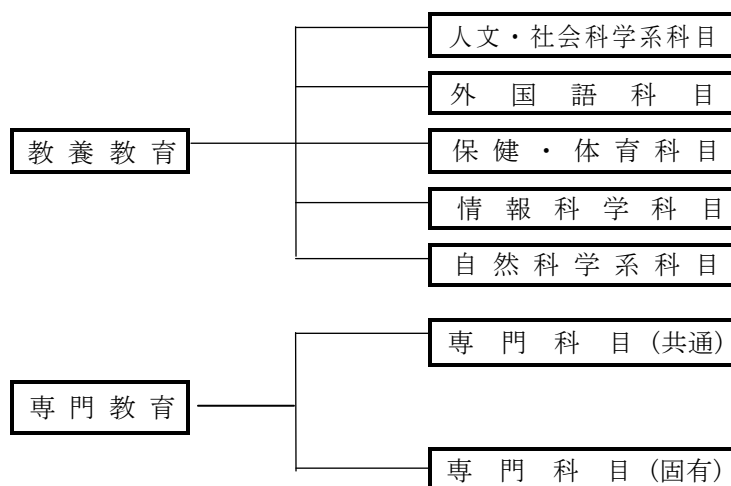 人文・社会科学系科目
外国語科目
教養教育
保健・体育科目
情報科学科目
自然科学系科目
専門科目(共通)
専門教育
専門科目(固有)